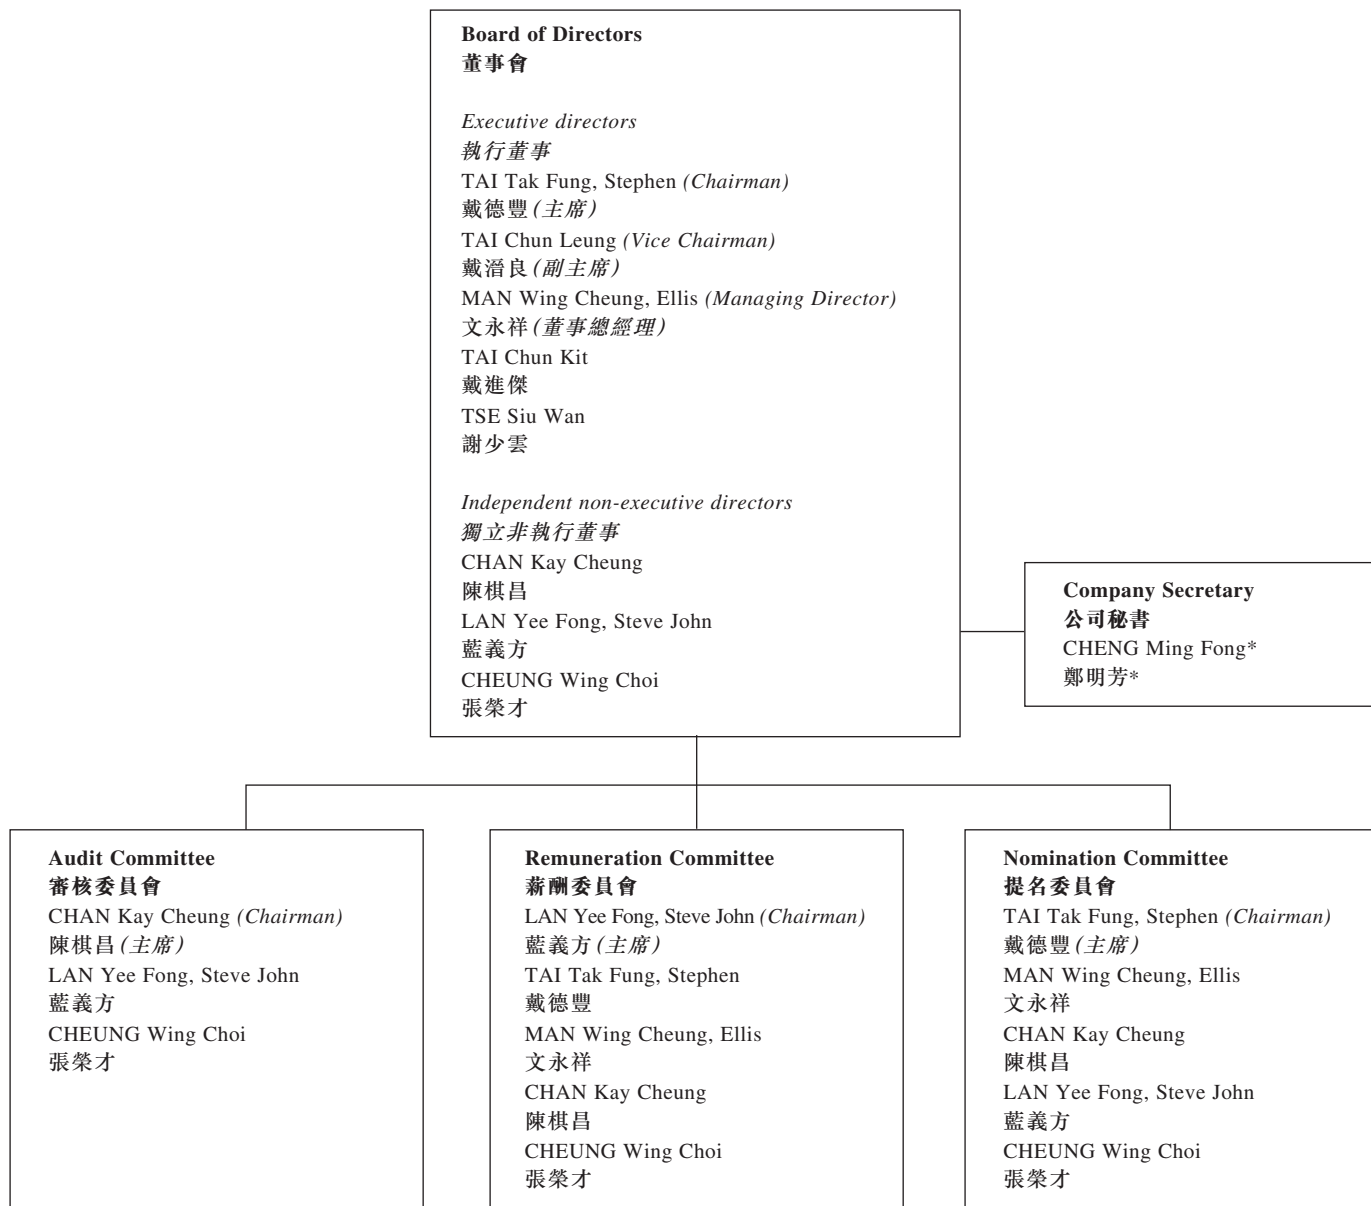 Board of Directors
董事會
Executive directors
執行董事
TAI Tak Fung, Stephen (Chairman)
戴德豐(主席)
TAI Chun Leung (Vice Chairman)
戴湣良(副主席)
MAN Wing Cheung, Ellis (Managing Director)
文永祥(董事總經理)
TAI Chun Kit
戴進傑
TSE Siu Wan
謝少雲
Independent non-executive directors
獨立非執行董事
CHAN Kay Cheung
陳棋昌
LAN Yee Fong, Steve John
藍義方
CHEUNG Wing Choi
張榮才
Company Secretary
公司秘書
CHENG Ming Fong*
鄭明芳*
Audit Committee
審核委員會
CHAN Kay Cheung (Chairman)
陳棋昌(主席)
LAN Yee Fong, Steve John
藍義方
CHEUNG Wing Choi
張榮才
Remuneration Committee
薪酬委員會
LAN Yee Fong, Steve John (Chairman)
藍義方(主席)
TAI Tak Fung, Stephen
戴德豐
MAN Wing Cheung, Ellis
文永祥
CHAN Kay Cheung
陳棋昌
CHEUNG Wing Choi
張榮才
Nomination Committee
提名委員會
TAI Tak Fung, Stephen (Chairman)
戴德豐(主席)
MAN Wing Cheung, Ellis
文永祥
CHAN Kay Cheung
陳棋昌
LAN Yee Fong, Steve John
藍義方
CHEUNG Wing Choi
張榮才